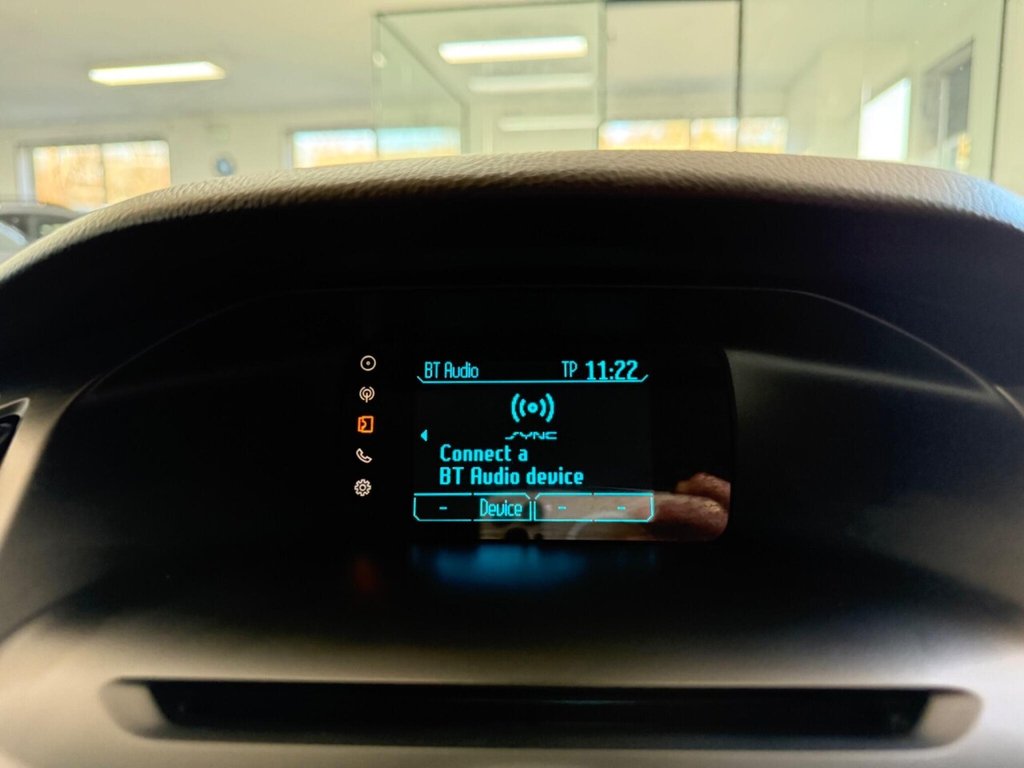 BT Audio TP 11:22
SYNC
Connect a
BT Audio device
- Device - -